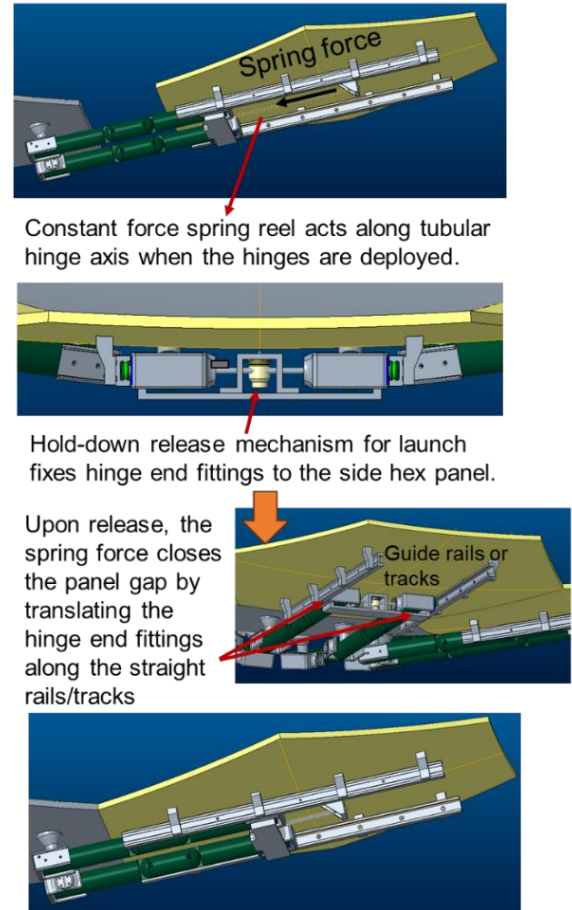 Spring force
Constant force spring reel acts along tubular
hinge axis when the hinges are deployed.
Hold-down release mechanism for launch
fixes hinge end fittings to the side hex panel.
Upon release, the
spring force closes
the panel gap by
translating the
hinge end fittings
along the straight
rails/tracks
Guide rails or
tracks